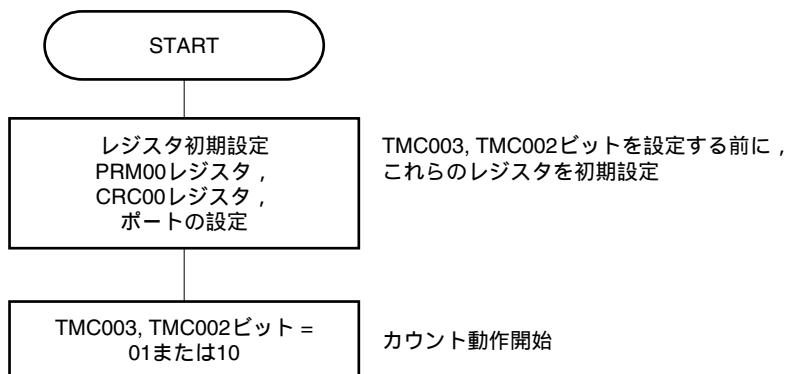 START
レジスタ初期設定
PRM00レジスタ，
CRC00レジスタ，
ポートの設定
TMC003, TMC002ビットを設定する前に，
これらのレジスタを初期設定
TMC003, TMC002ビット =
01または10
カウント動作開始